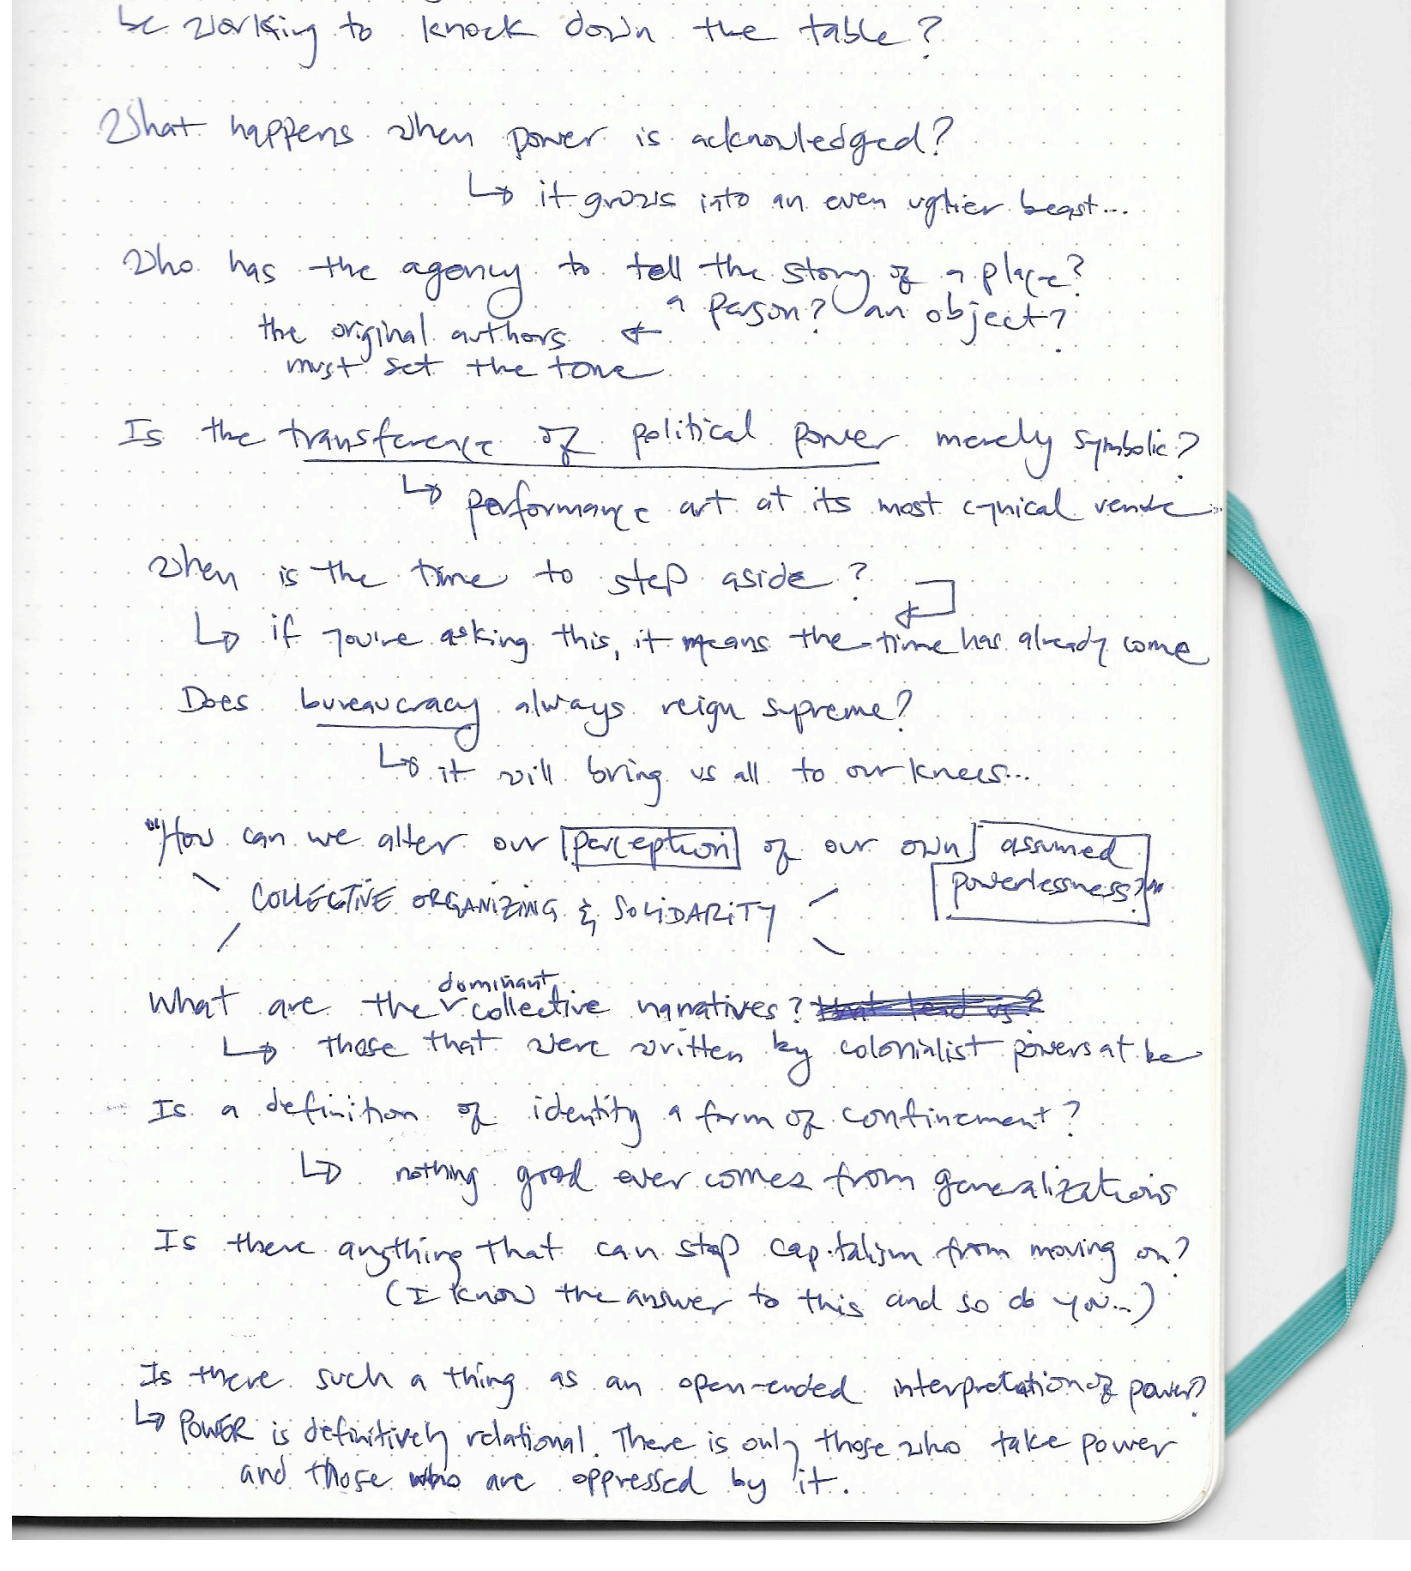 be working to knock down the table?
What happens when power is acknowledged?
↳ it grows into an even uglier beast...
Who has the agency to tell the story of a place?
a person? an object?
the original authors ←
must set the tone
Is the transference of political power merely symbolic?
↳ performance art at its most cynical venue...
When is the time to step aside?
↳ if you're asking this, it means the time has already come
Does bureaucracy always reign supreme?
↳ it will bring us all to our knees...
"How can we alter our perception of our own assumed
powerlessness?"
COLLECTIVE ORGANIZING & SOLIDARITY
dominant
What are the collective narratives? that lead us?
↳ those that were written by colonialist powers at be
Is a definition of identity a form of confinement?
↳ nothing good ever comes from generalizations
Is there anything that can stop capitalism from moving on?
(I know the answer to this and so do you...)
Is there such a thing as an open-ended interpretation of power?
↳ POWER is definitively relational. There is only those who take power
and those who are oppressed by it.